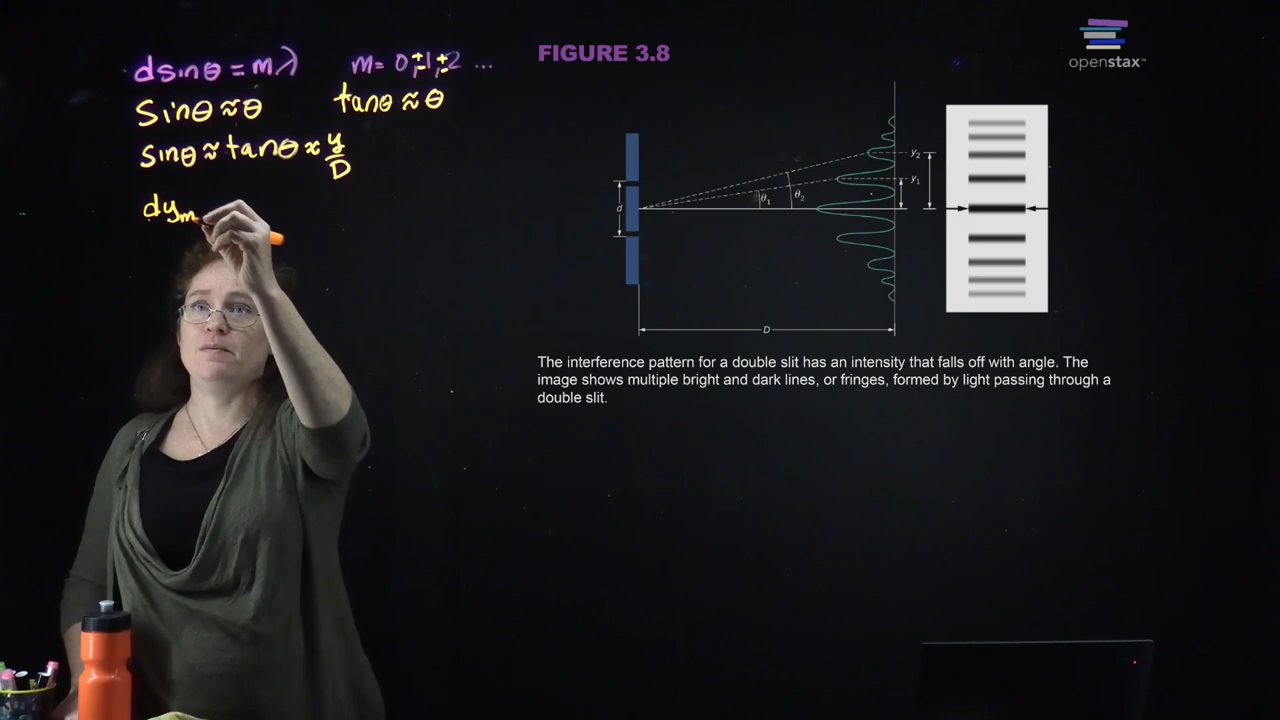 dsinθ = mλ   m = 0, ±1, ±2 ...
sinθ ≈ θ   tanθ ≈ θ
sinθ ≈ tanθ ≈ y/D
dyₘ
FIGURE 3.8
openstax™
y₂
y₁
θ₁
θ₂
d
D
The interference pattern for a double slit has an intensity that falls off with angle. The
image shows multiple bright and dark lines, or fringes, formed by light passing through a
double slit.